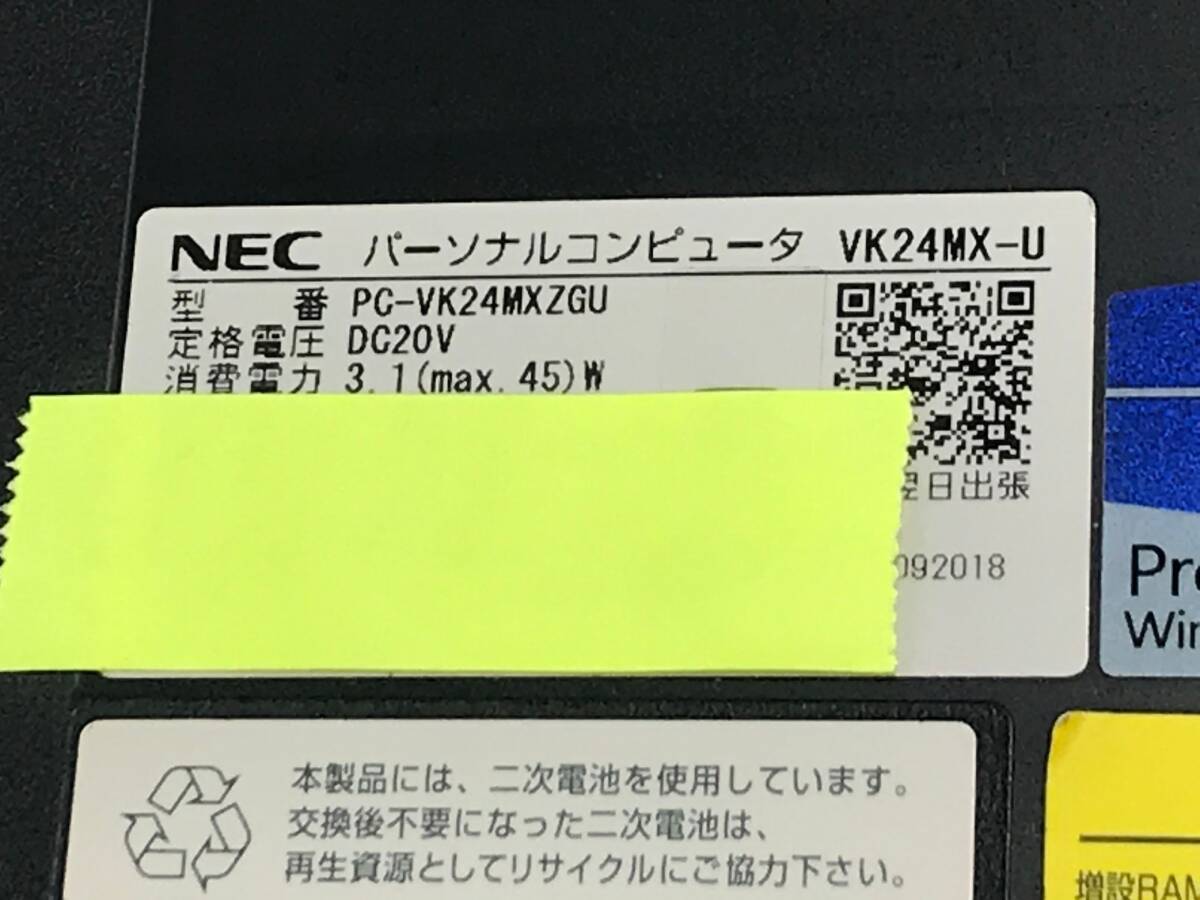 NEC パーソナルコンピュータ VK24MX-U
型 番 PC-VK24MXZGU
定格電圧 DC20V
消費電力 3.1(max.45)W
翌日出張
092018
Pro
Win
本製品には、二次電池を使用しています。
交換後不要になった二次電池は、
再生資源としてリサイクルにご協力下さい。
増設RAM